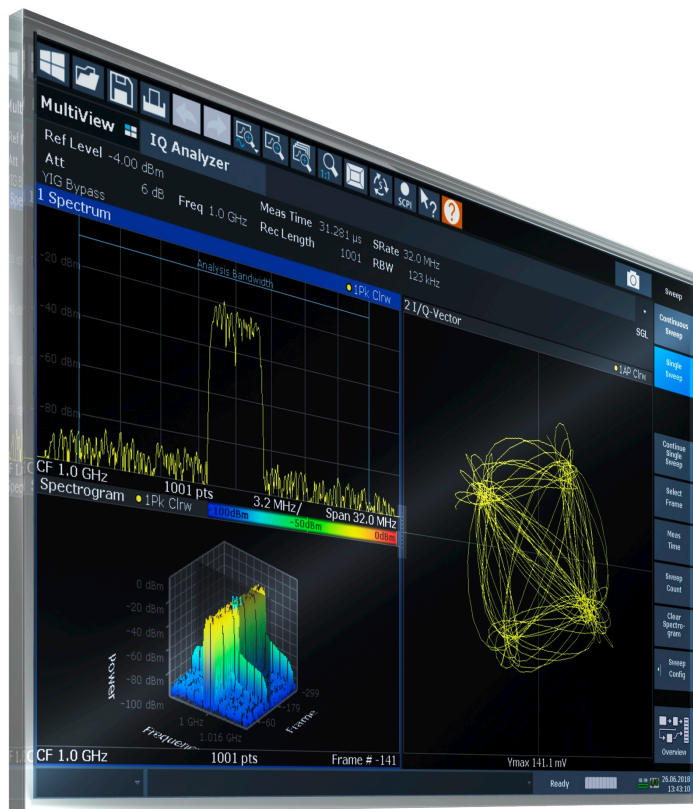 SCPI
MultiView
IQ Analyzer
Ref Level -4.00 dBm
Att 6 dB Freq 1.0 GHz Meas Time 31.281 µs SRate 32.0 MHz
YIG Bypass Rec Length 1001 RBW 123 kHz
SGL
1 Spectrum
1Pk Clrw
Analysis Bandwidth
-20 dBm
-40 dBm
-60 dBm
-80 dBm
CF 1.0 GHz 1001 pts 3.2 MHz/ Span 32.0 MHz
2 I/Q-Vector
1AP Clrw
Ymax 141.1 mV
Spectrogram 1Pk Clrw
-100dBm -50dBm 0dBm
0 dBm
-20 dBm
-40 dBm
-60 dBm
-80 dBm
-100 dBm
Power
1 GHz
1.016 GHz
Frame
-299
-179
-60
CF 1.0 GHz 1001 pts Frame # -141
Sweep
Continuous
Sweep
Single
Sweep
Continue
Single
Sweep
Select
Frame
Meas
Time
Sweep
Count
Clear
Spectro-
gram
Sweep
Config
Overview
Ready
26.06.2018
13:43:10